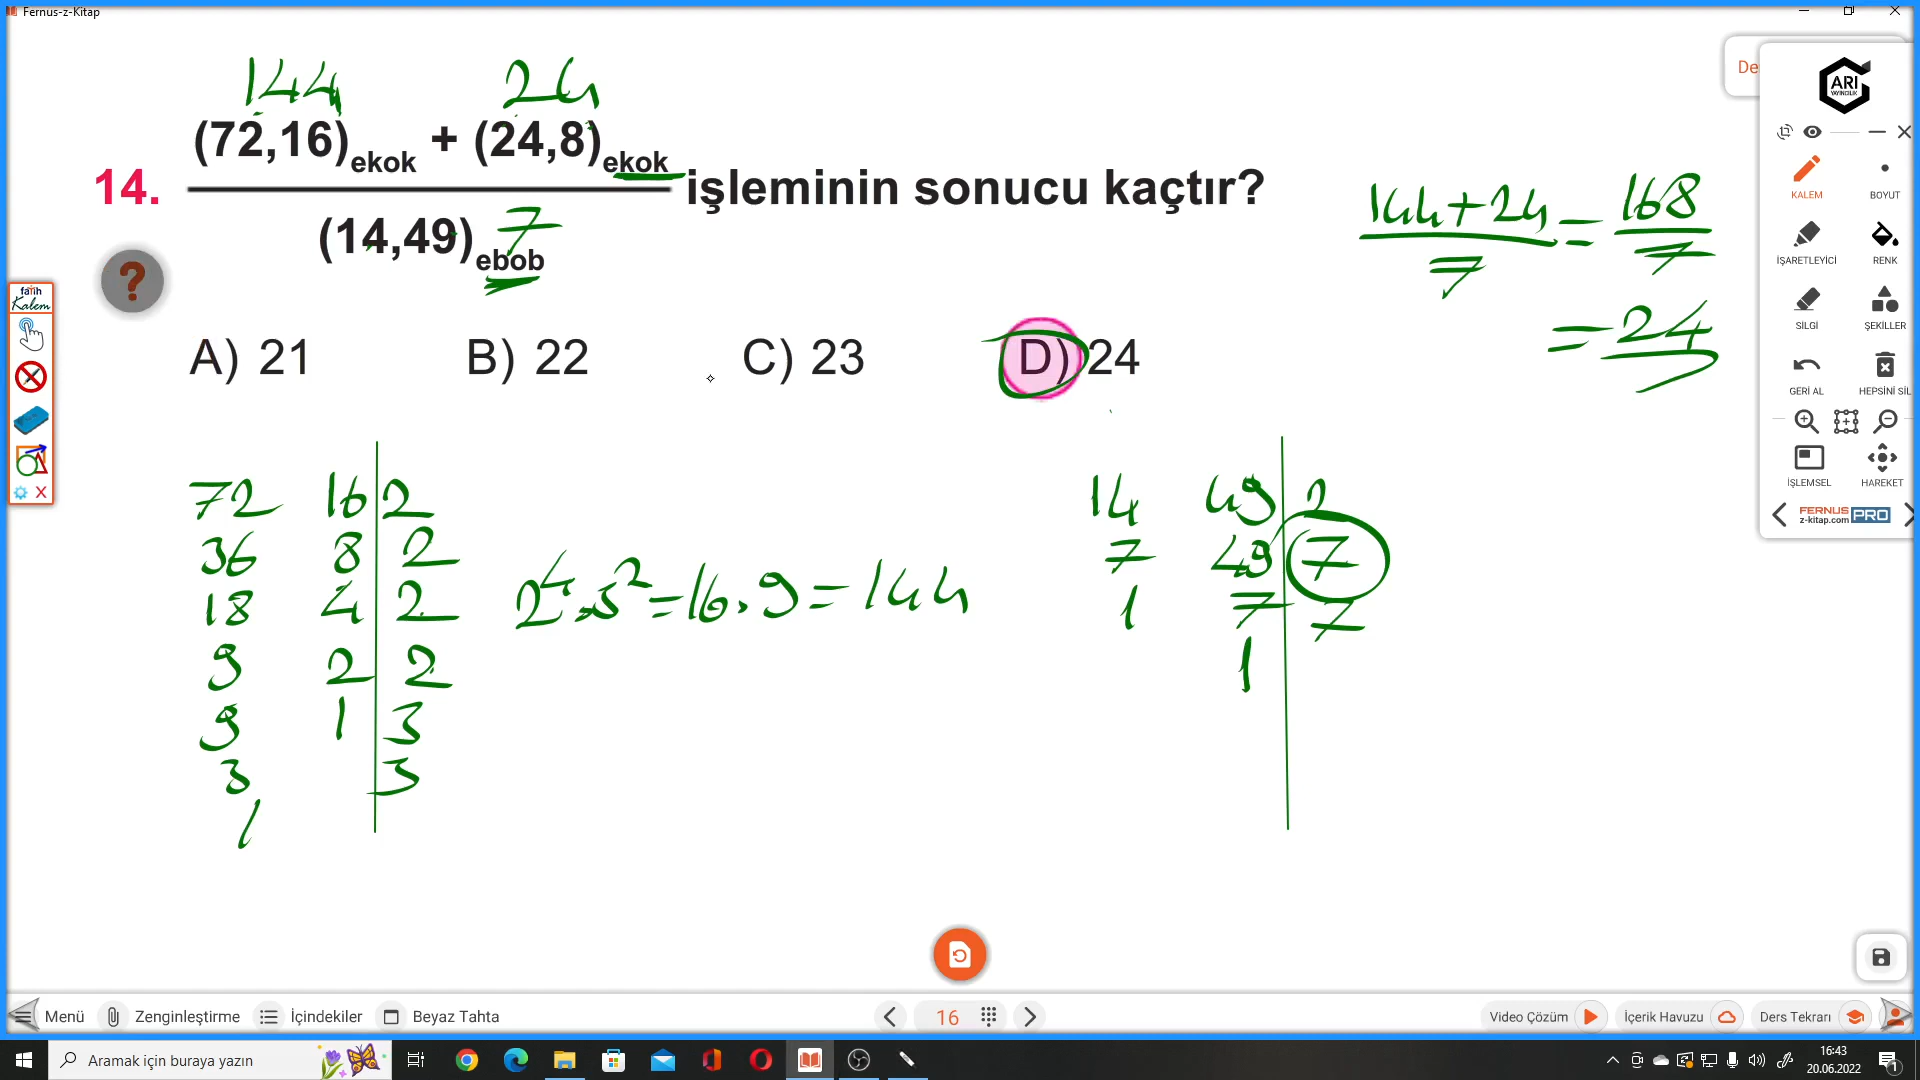 Fernus-z-Kitap
144 24
(72,16)ekok + (24,8)ekok
14. işleminin sonucu kaçtır?
(14,49)ebob 7
144+24 = 168
7 7
= 24
?
A) 21 B) 22 C) 23 D) 24
72 16 2
36 8 2
18 4 2
9 2 2
9 1 3
3 3
1
2⁴.3² = 16.9 = 144
14 49 2
7 49 7
1 7 7
1
fatih
Kalem
X
De
ARI
YAYINCILIK
KALEM BOYUT
İŞARETLEYİCİ RENK
SİLGİ ŞEKİLLER
GERİ AL HEPSİNİ SİL
İŞLEMSEL HAREKET
FERNUS
z-kitap.com PRO
Menü Zenginleştirme İçindekiler Beyaz Tahta 16 Video Çözüm İçerik Havuzu Ders Tekrarı
Aramak için buraya yazın
16:43
20.06.2022
1